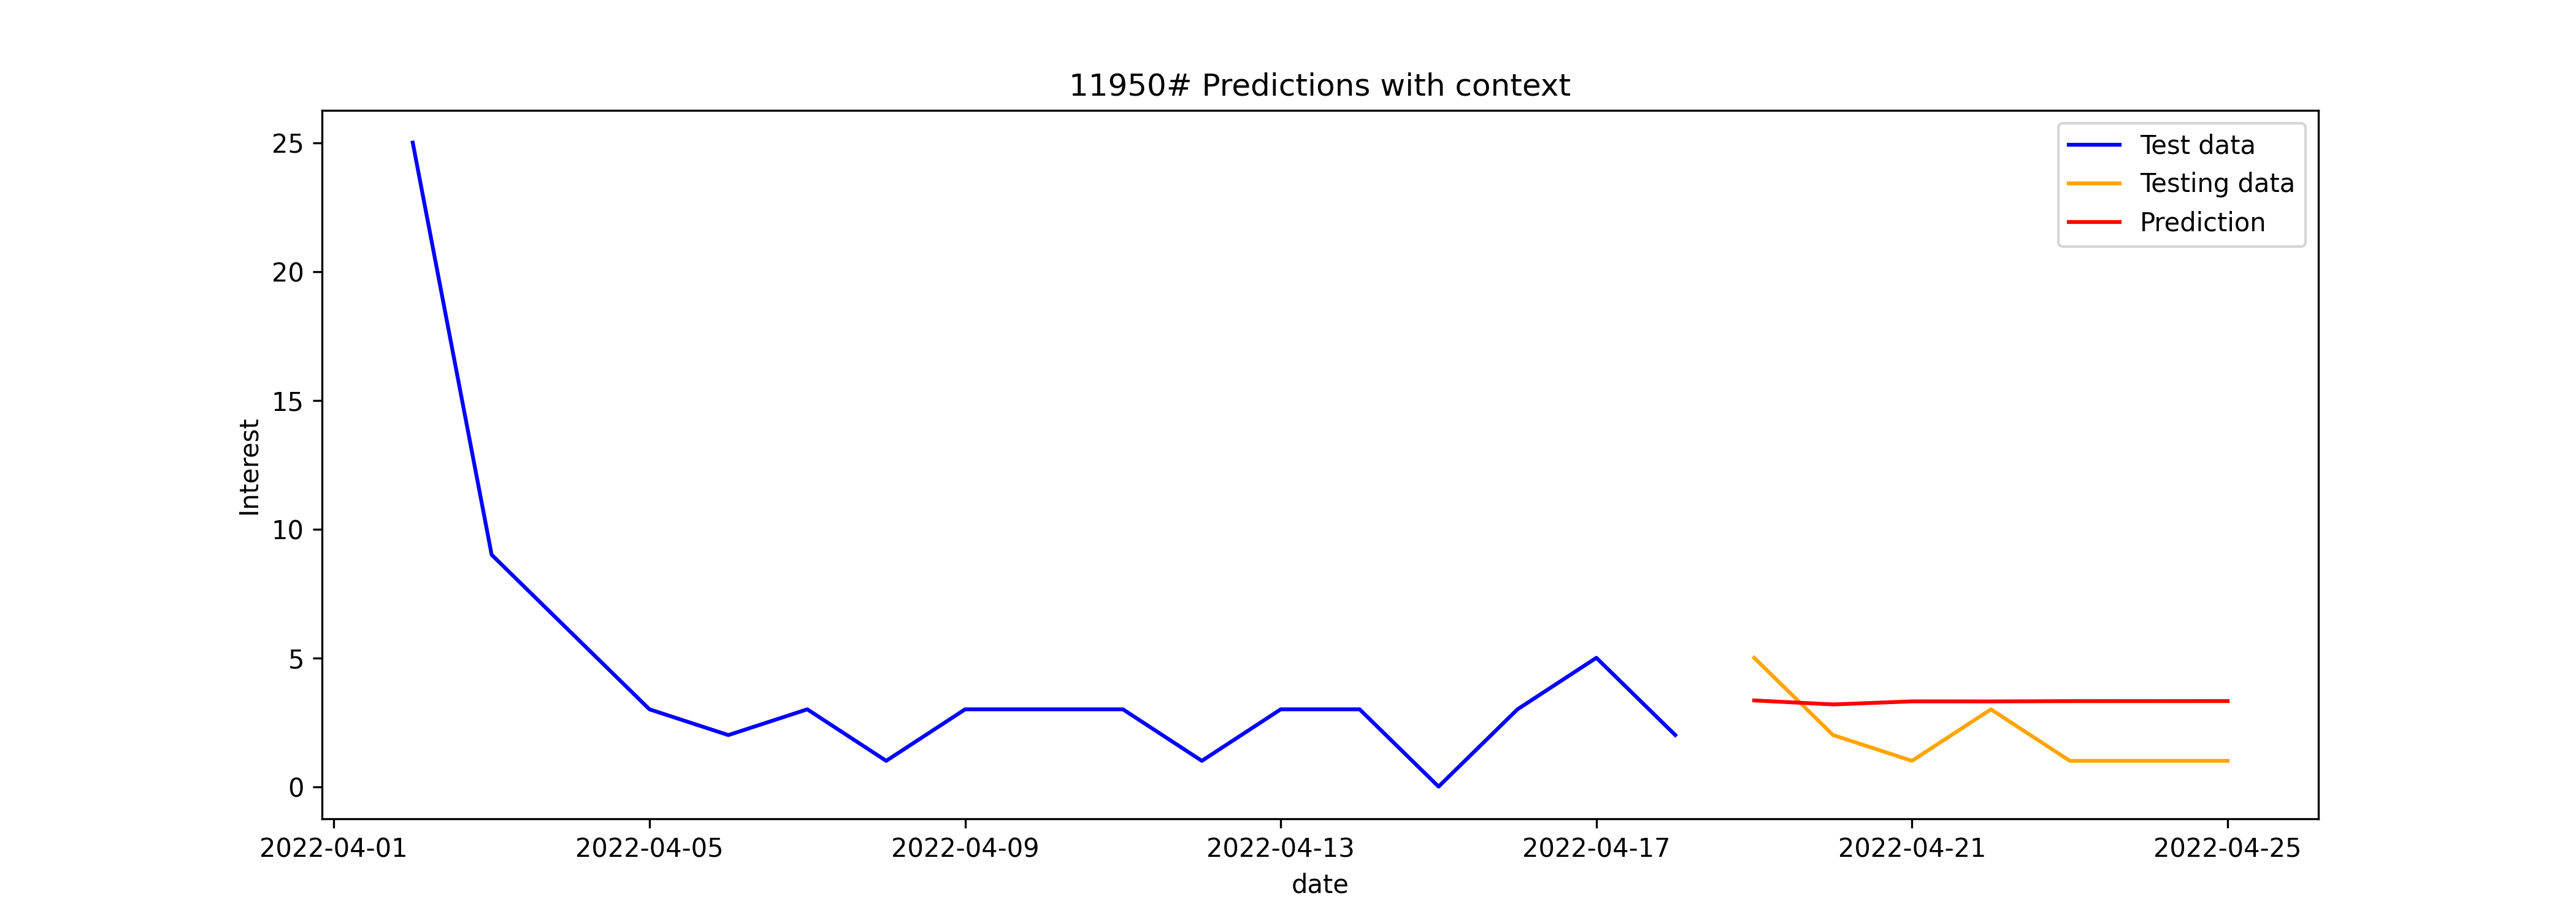 11950# Predictions with context
Test data
Testing data
Prediction
Interest
25
20
15
10
5
0
2022-04-01
2022-04-05
2022-04-09
2022-04-13
2022-04-17
2022-04-21
2022-04-25
date